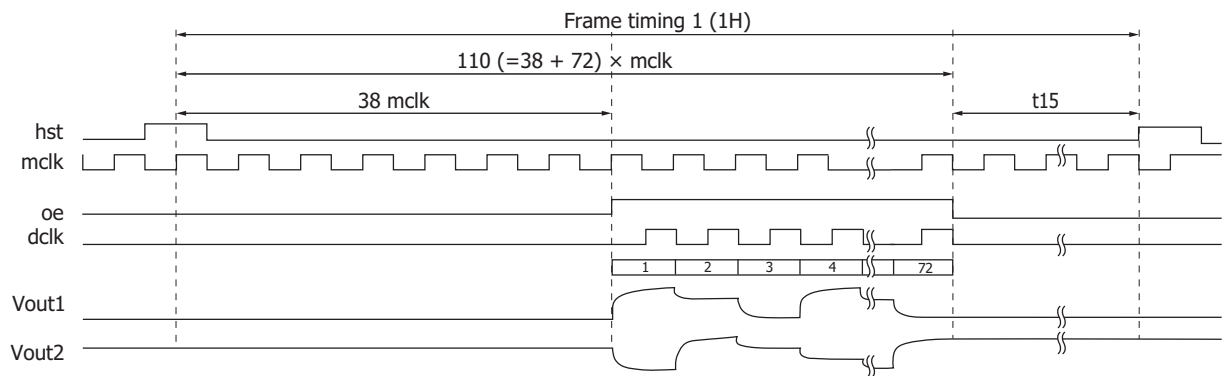 Frame timing 1 (1H)
110 (=38 + 72) × mclk
38 mclk
t15
hst
mclk
oe
dclk
1 2 3 4 72
Vout1
Vout2